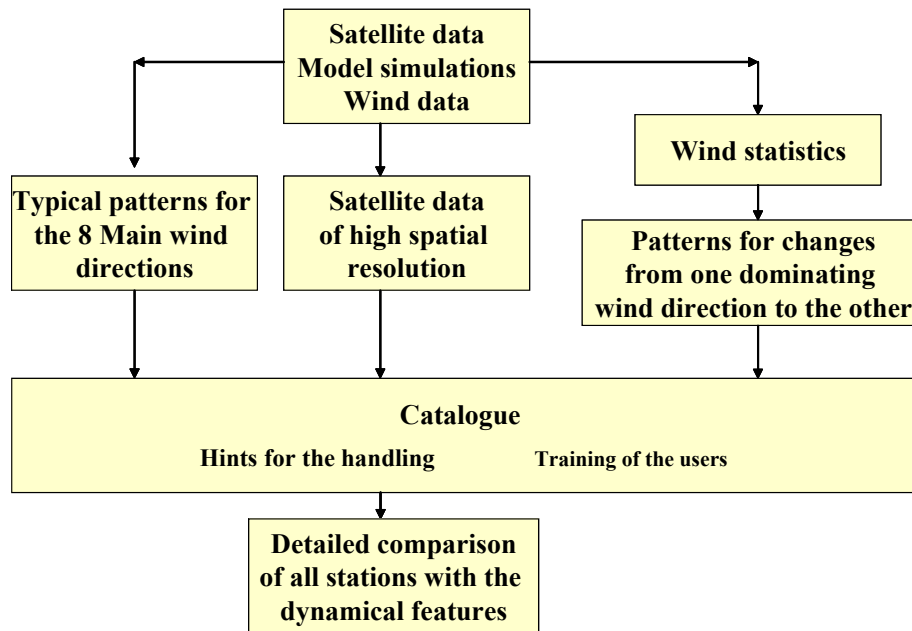 Satellite data
Model simulations
Wind data
Wind statistics
Typical patterns for
the 8 Main wind
directions
Satellite data
of high spatial
resolution
Patterns for changes
from one dominating
wind direction to the other
Catalogue
Hints for the handling
Training of the users
Detailed comparison
of all stations with the
dynamical features